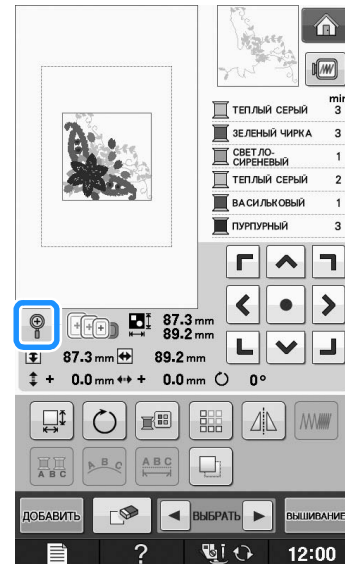 min
ТЕПЛЫЙ СЕРЫЙ 3
ЗЕЛЕНЫЙ ЧИРКА 3
СВЕТЛО-
СИРЕНЕВЫЙ 1
ТЕПЛЫЙ СЕРЫЙ 2
ВАСИЛЬКОВЫЙ 1
ПУРПУРНЫЙ 3
87.3 mm
89.2 mm
87.3 mm 89.2 mm
+ 0.0 mm + 0.0 mm 0°
A B C A B C A B C
ДОБАВИТЬ ВЫБРАТЬ ВЫШИВАНИЕ
? 12:00